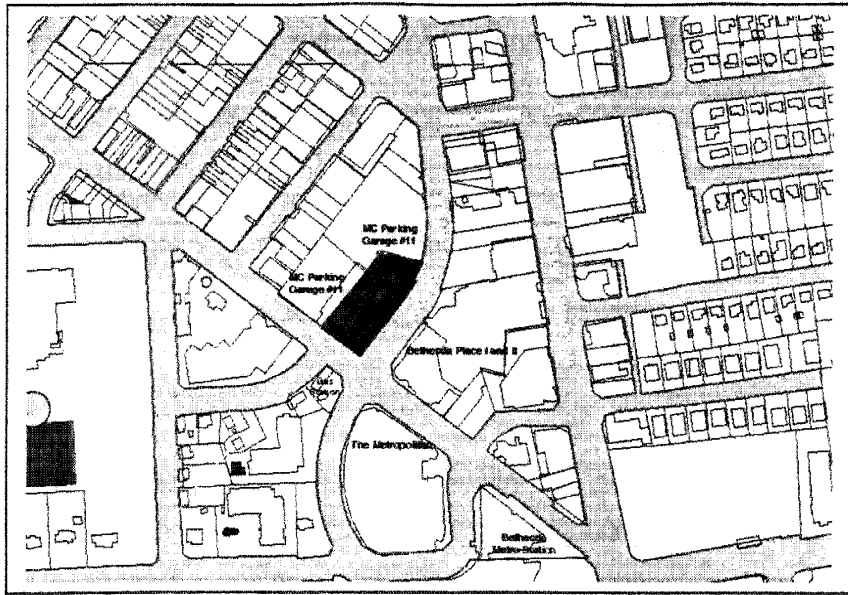 MC Parking
Garage #11
MC Parking
Garage #11
Bethesda Place I and II
The Metropolitan
Bethesda
Metro Station